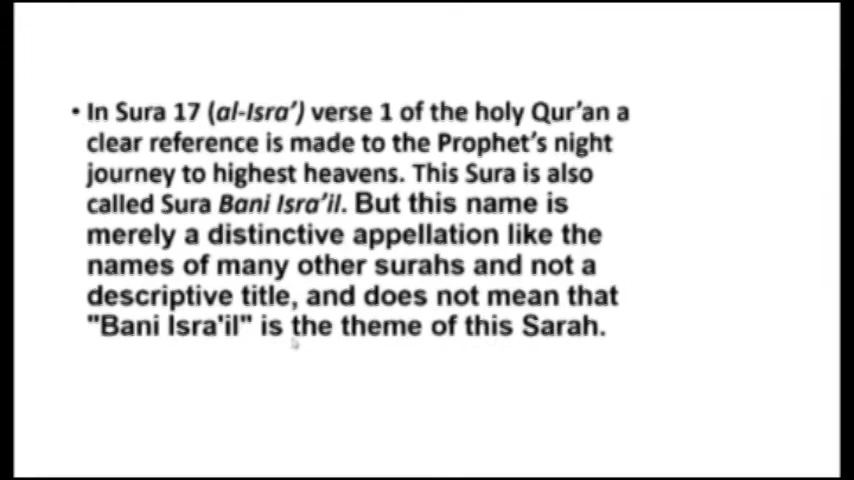 • In Sura 17 (al-Isra’) verse 1 of the holy Qur’an a
clear reference is made to the Prophet’s night
journey to highest heavens. This Sura is also
called Sura Bani Isra’il. But this name is
merely a distinctive appellation like the
names of many other surahs and not a
descriptive title, and does not mean that
"Bani Isra'il" is the theme of this Sarah.